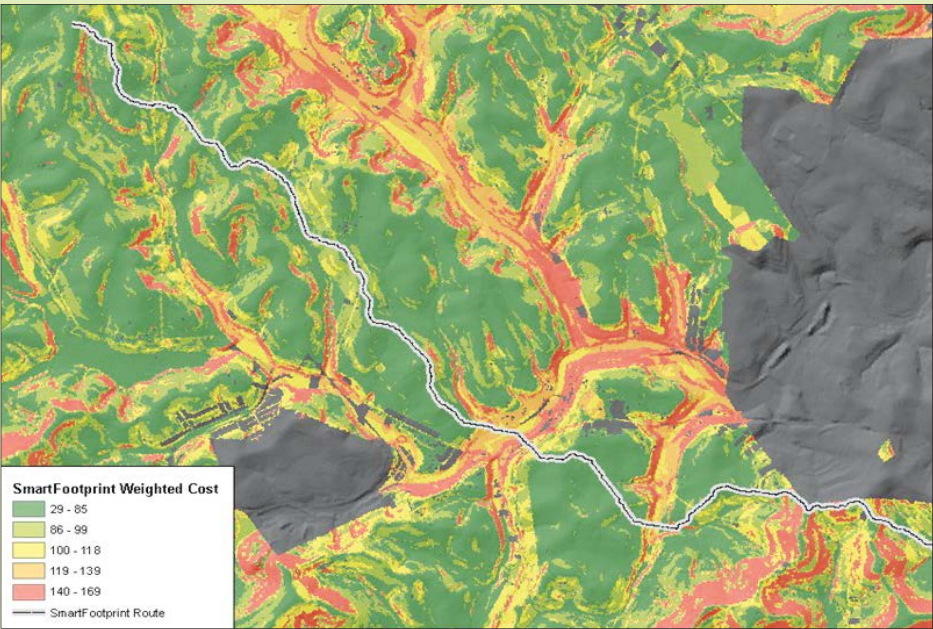 SmartFootprint Weighted Cost
29 - 85
86 - 99
100 - 118
119 - 139
140 - 169
SmartFootprint Route